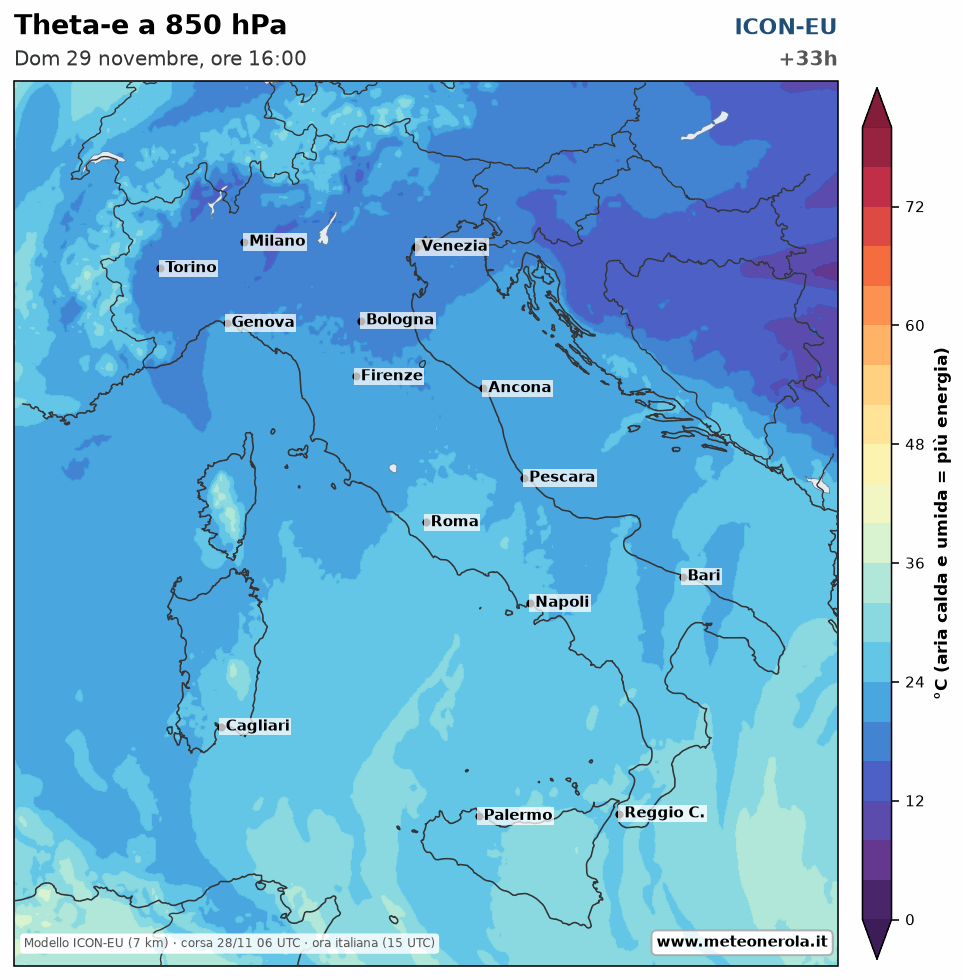 Theta-e a 850 hPa
ICON-EU
Dom 29 novembre, ore 16:00
+33h
Milano
Venezia
Torino
Genova
Bologna
Firenze
Ancona
Pescara
Roma
Bari
Napoli
Cagliari
Palermo
Reggio C.
72
60
48
36
24
12
0
°C (aria calda e umida = più energia)
Modello ICON-EU (7 km) · corsa 28/11 06 UTC · ora italiana (15 UTC)
www.meteonerola.it